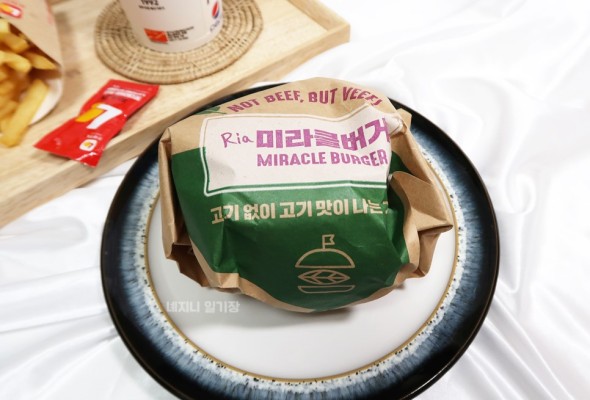 1992
NOT BEEF, BUT VEEF!
Ria 미라클버거
MIRACLE BURGER
고기 없이 고기 맛이 나는
네지니 일기장